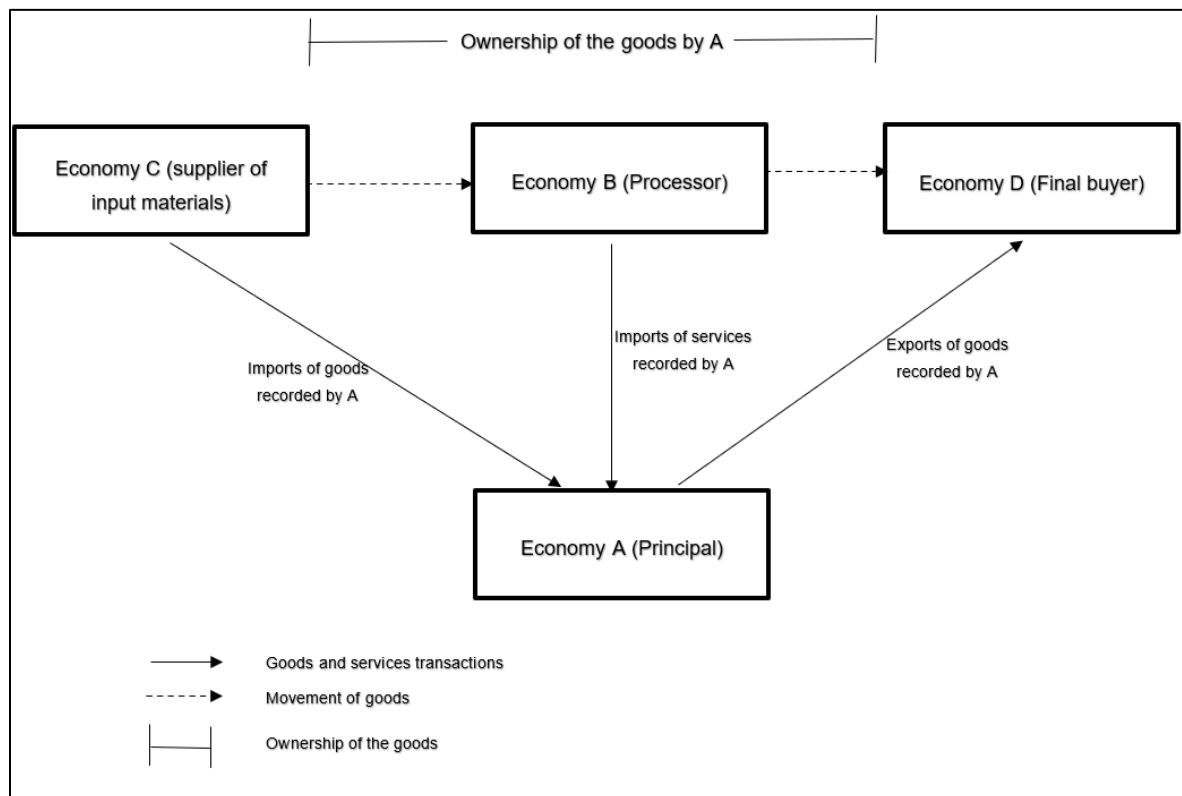 Ownership of the goods by A
Economy C (supplier of
input materials)
Economy B (Processor)
Economy D (Final buyer)
Imports of goods
recorded by A
Imports of services
recorded by A
Exports of goods
recorded by A
Economy A (Principal)
Goods and services transactions
Movement of goods
Ownership of the goods